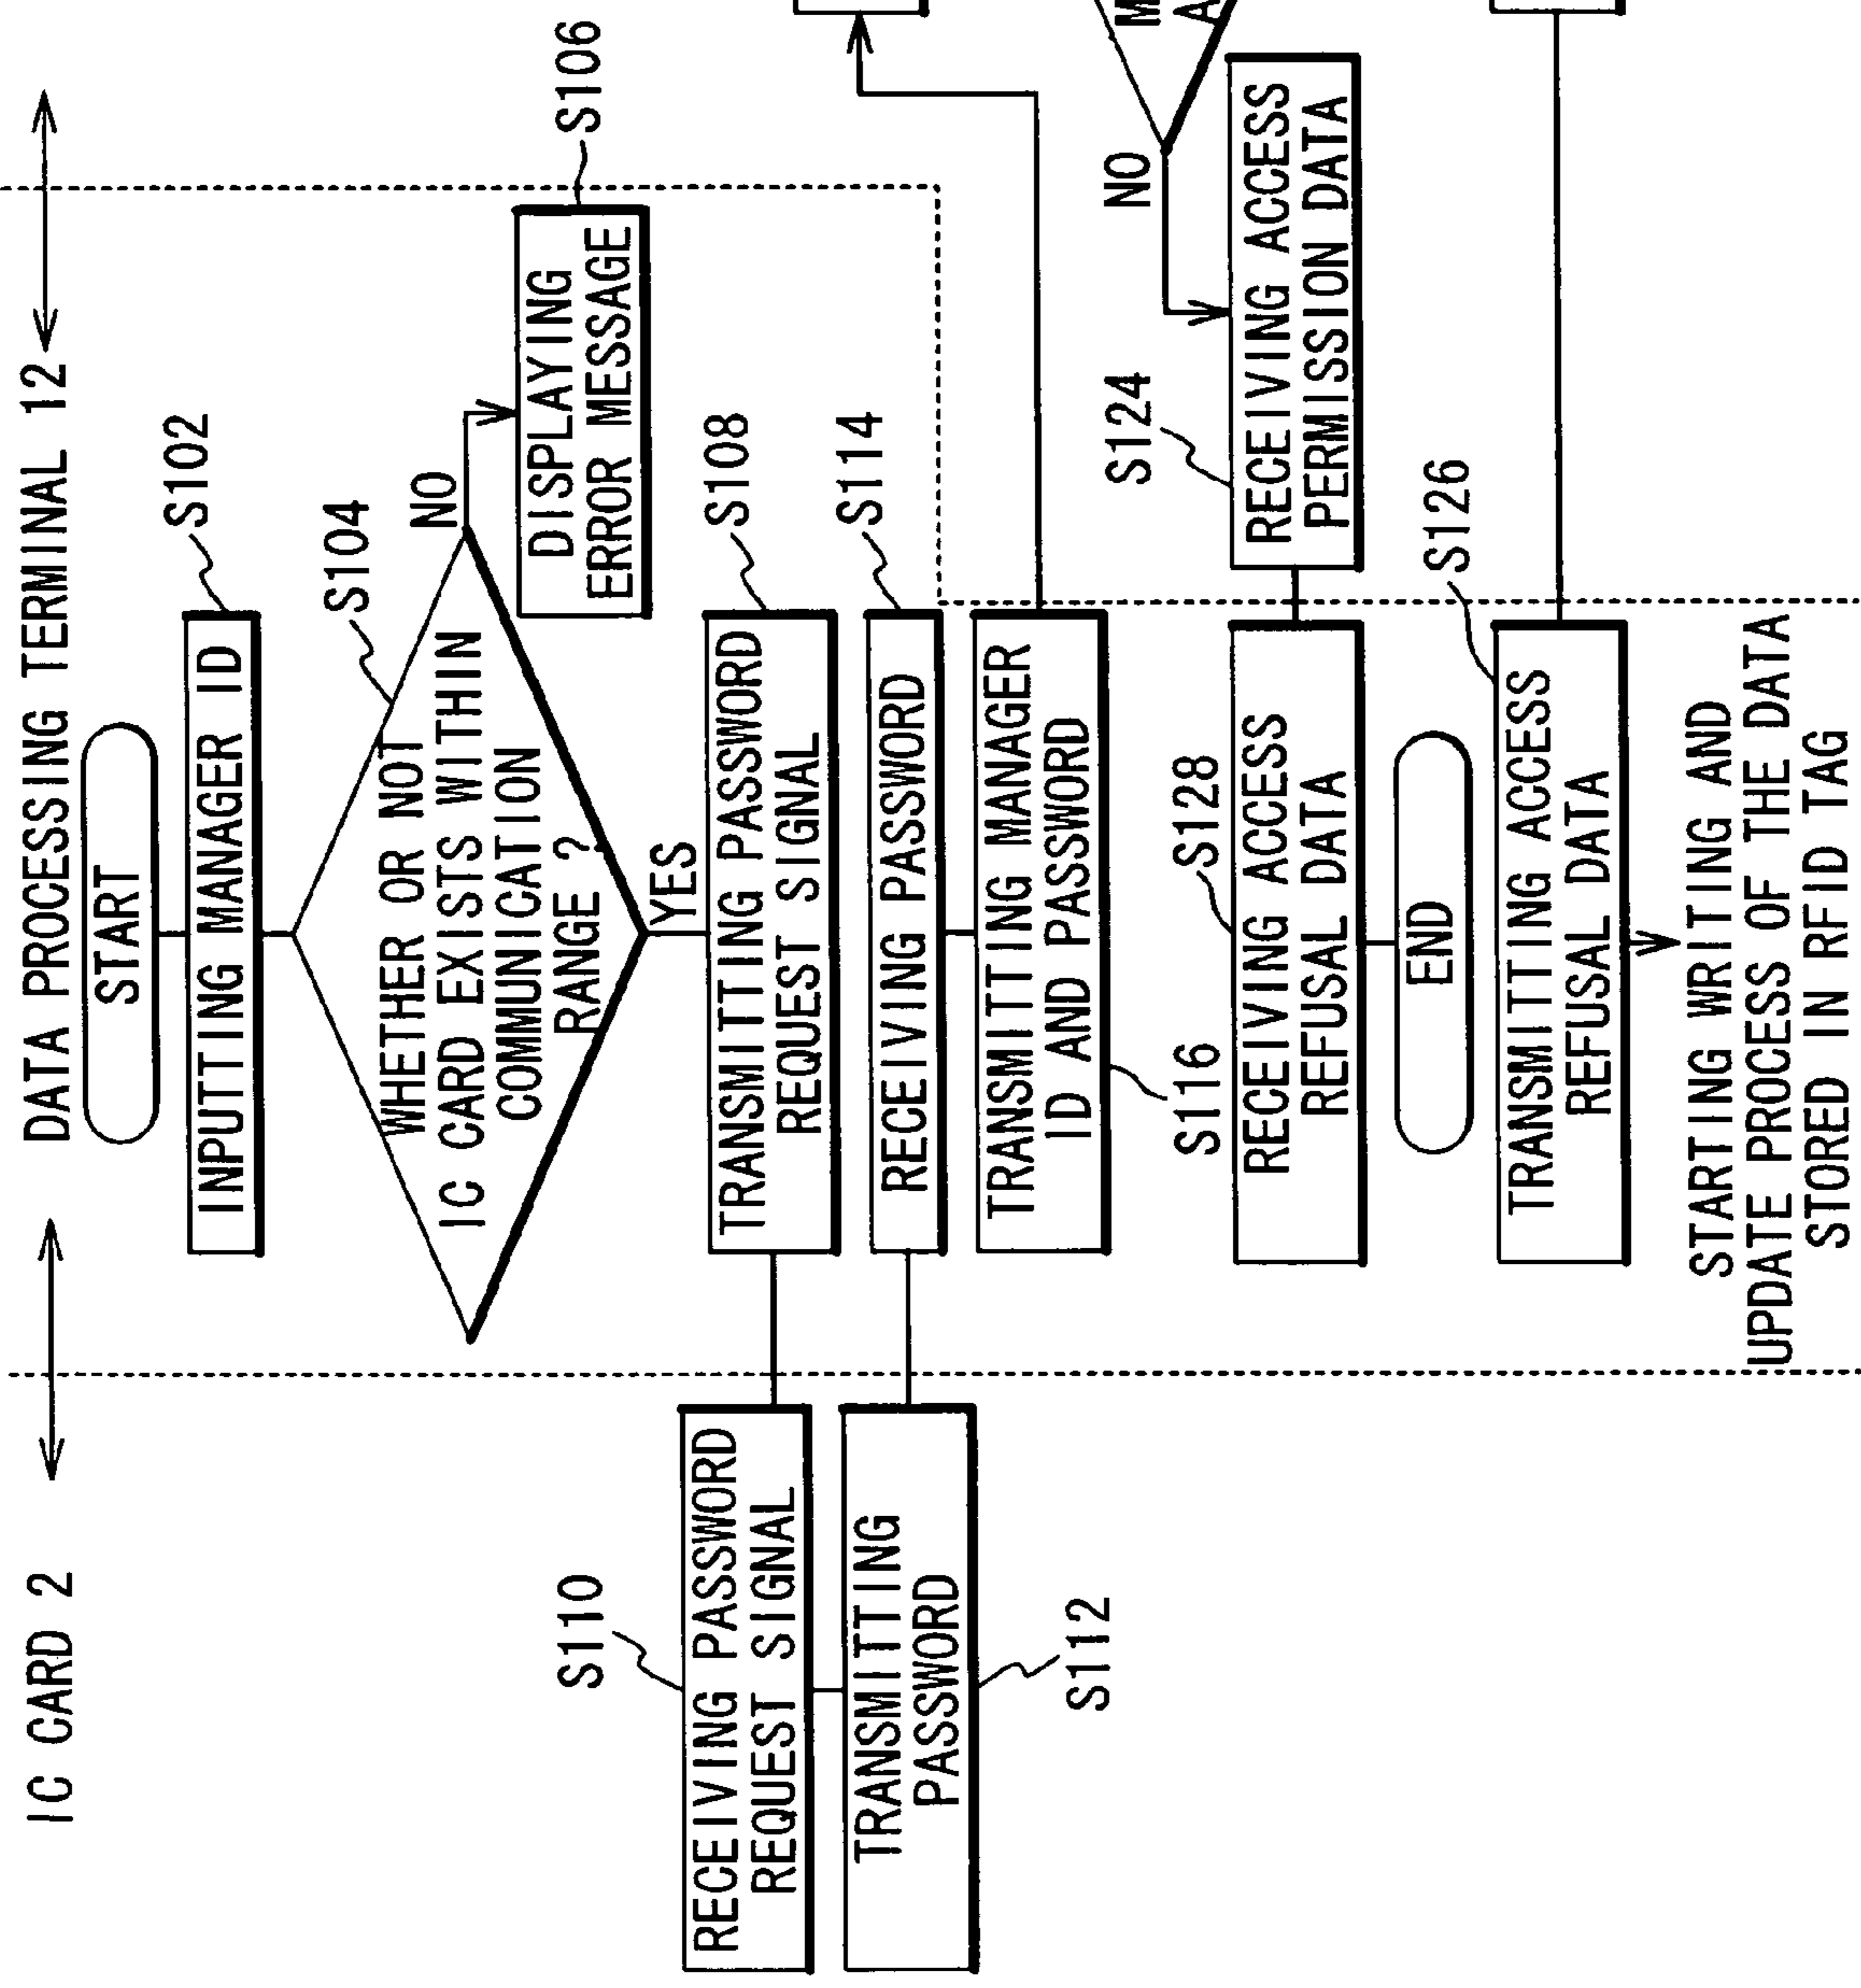 IC CARD 2
DATA PROCESSING TERMINAL 12
START
INPUTTING MANAGER ID
S102
S104
WHETHER OR NOT
IC CARD EXISTS WITHIN
COMMUNICATION
RANGE ?
NO
YES
DISPLAYING
ERROR MESSAGE
S106
TRANSMITTING PASSWORD
REQUEST SIGNAL
S108
S110
RECEIVING PASSWORD
REQUEST SIGNAL
TRANSMITTING
PASSWORD
S112
RECEIVING PASSWORD
S114
TRANSMITTING MANAGER
ID AND PASSWORD
S116
M
A
NO
S124
RECEIVING ACCESS
PERMISSION DATA
S128
RECEIVING ACCESS
REFUSAL DATA
END
S126
TRANSMITTING ACCESS
REFUSAL DATA
STARTING WRITING AND
UPDATE PROCESS OF THE DATA
STORED IN RFID TAG